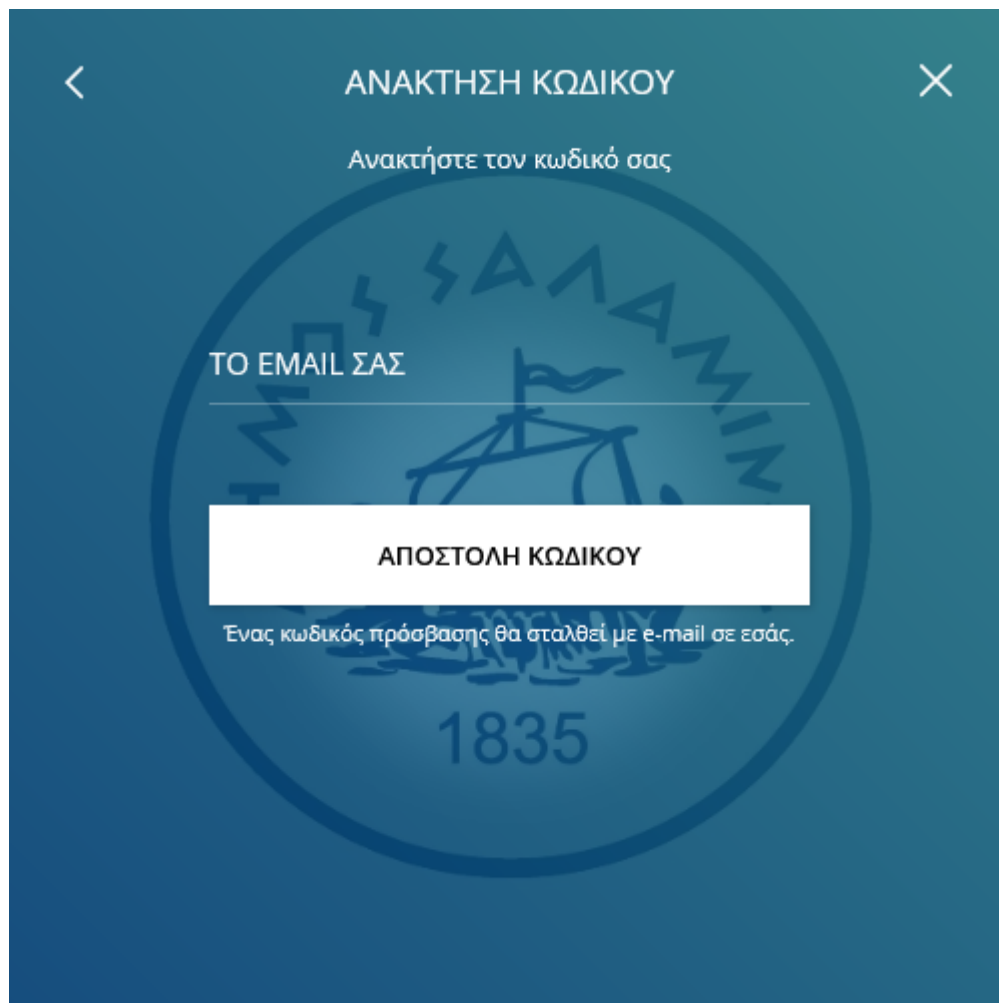 ΑΝΑΚΤΗΣΗ ΚΩΔΙΚΟΥ
Ανακτήστε τον κωδικό σας
ΣΑΛΑΜΙΝ
ΤΟ EMAIL ΣΑΣ
ΑΠΟΣΤΟΛΗ ΚΩΔΙΚΟΥ
Ένας κωδικός πρόσβασης θα σταλθεί με e-mail σε εσάς.
1835